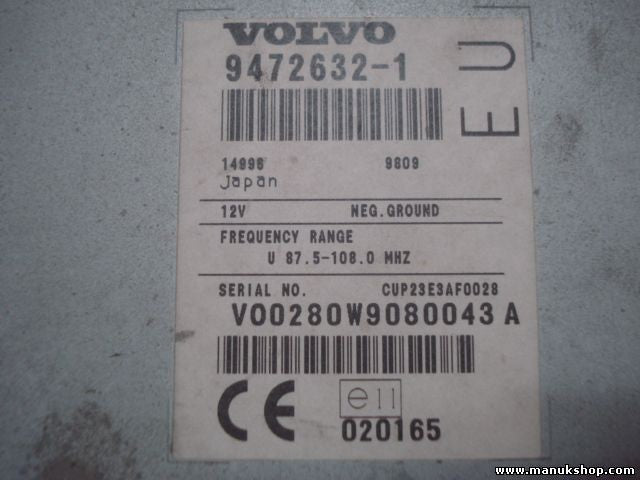 VOLVO
9472632-1
EU
14996 9809
Japan
12V NEG.GROUND
FREQUENCY RANGE
U 87.5-108.0 MHZ
SERIAL NO. CUP23E3AF0028
V00280W9080043 A
CE e11
020165
www.manukshop.com